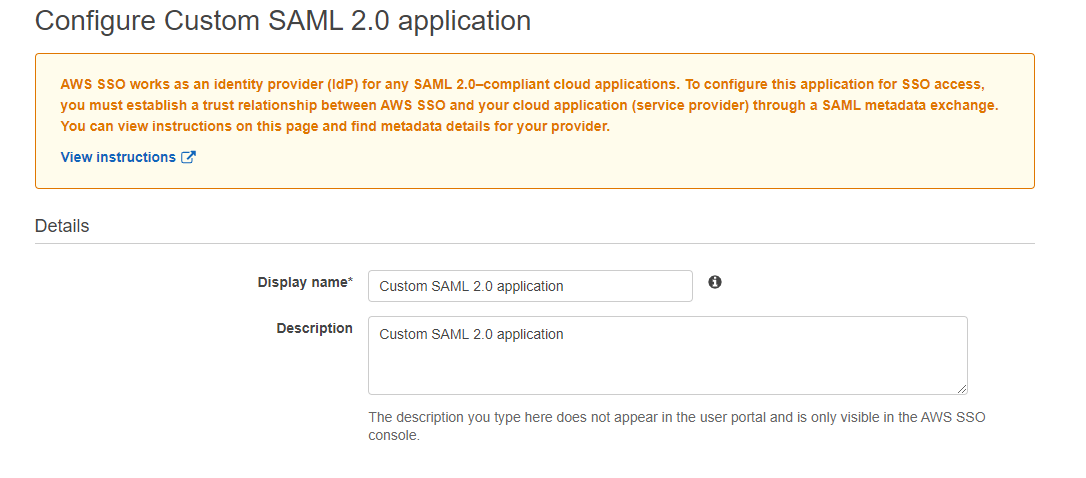 Configure Custom SAML 2.0 application
AWS SSO works as an identity provider (IdP) for any SAML 2.0–compliant cloud applications. To configure this application for SSO access,
you must establish a trust relationship between AWS SSO and your cloud application (service provider) through a SAML metadata exchange.
You can view instructions on this page and find metadata details for your provider.
View instructions
Details
Display name*
Custom SAML 2.0 application
Description
Custom SAML 2.0 application
The description you type here does not appear in the user portal and is only visible in the AWS SSO
console.